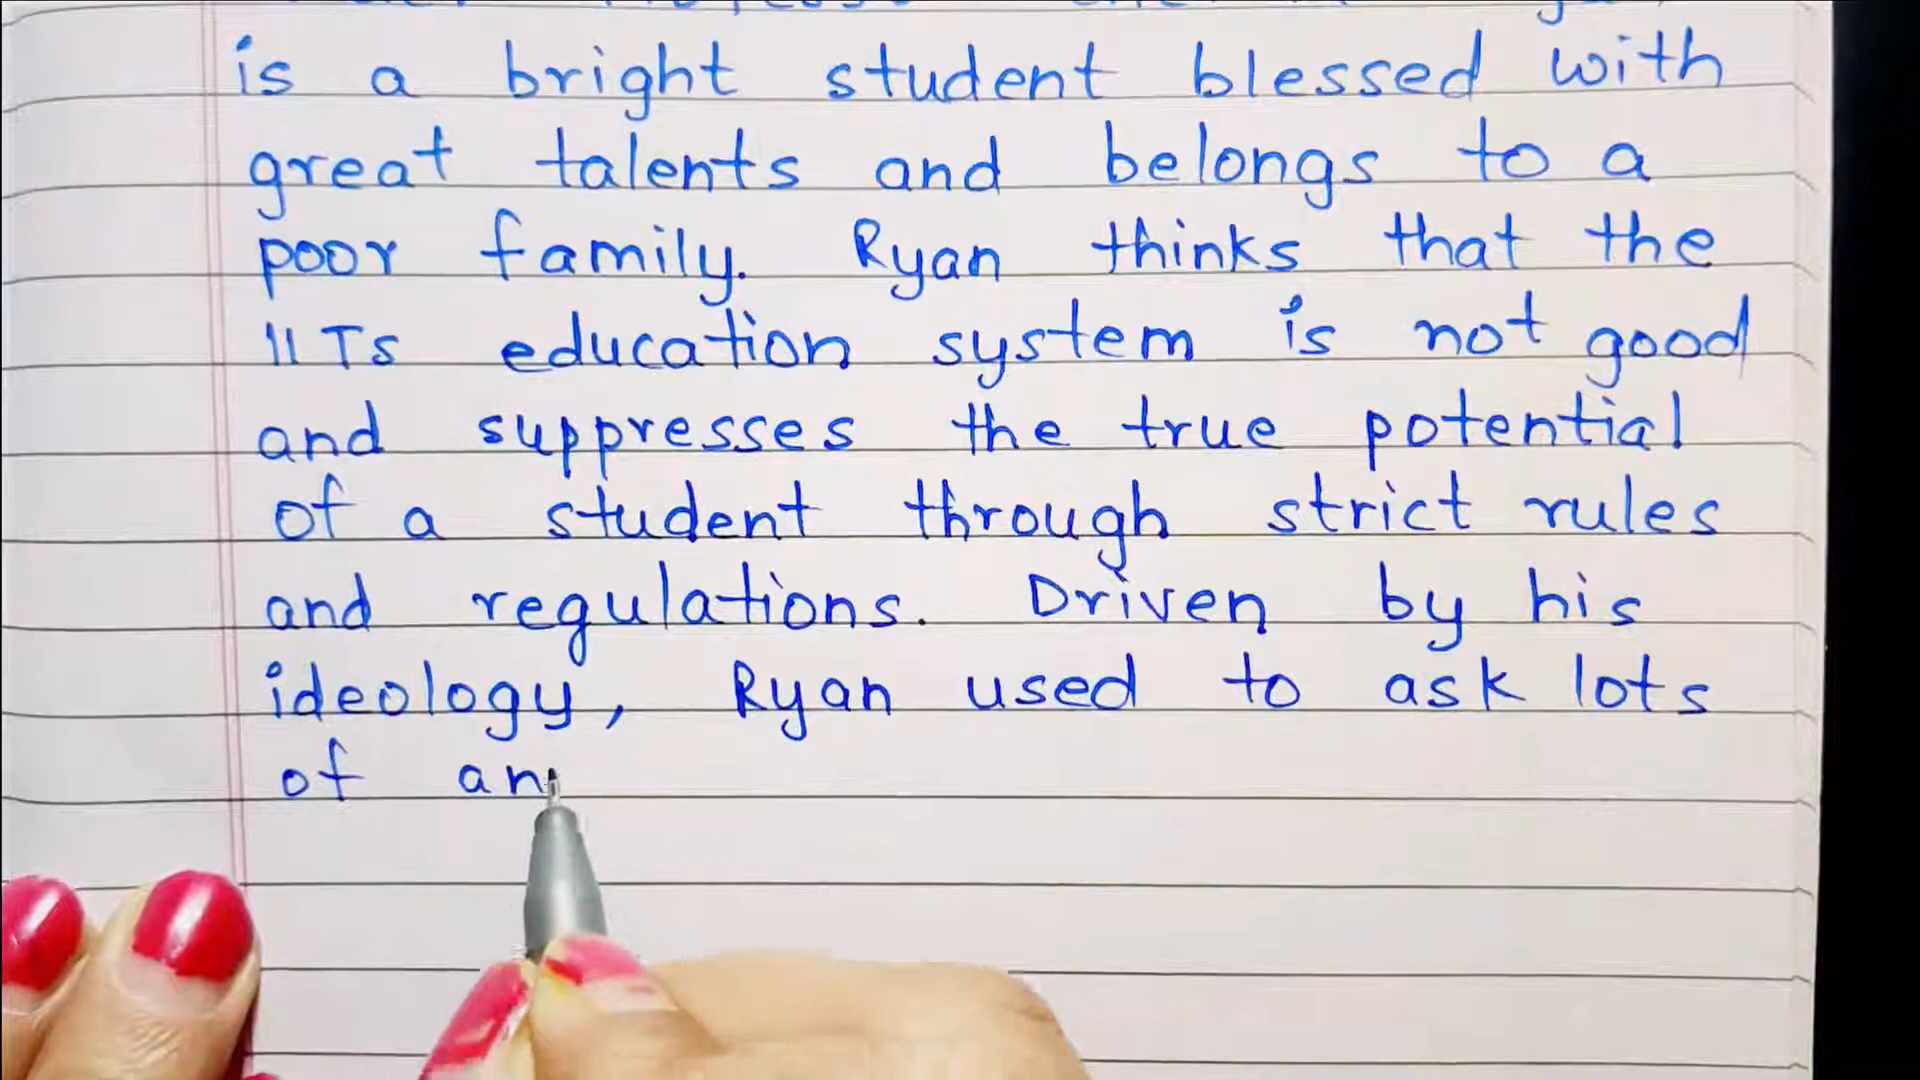 is a bright student blessed with
great talents and belongs to a
poor family. Ryan thinks that the
IITs education system is not good
and suppresses the true potential
of a student through strict rules
and regulations. Driven by his
ideology, Ryan used to ask lots
of an